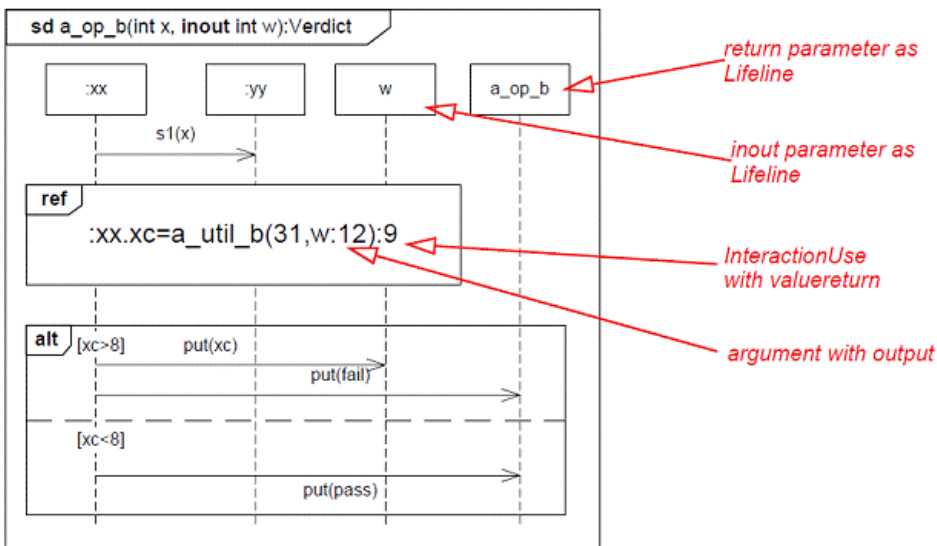 sd a_op_b(int x, inout int w):Verdict
return parameter as
Lifeline
:xx
:yy
w
a_op_b
s1(x)
inout parameter as
Lifeline
ref
:xx.xc=a_util_b(31,w:12):9
InteractionUse
with valuereturn
alt
[xc>8]
put(xc)
argument with output
put(fail)
[xc<8]
put(pass)